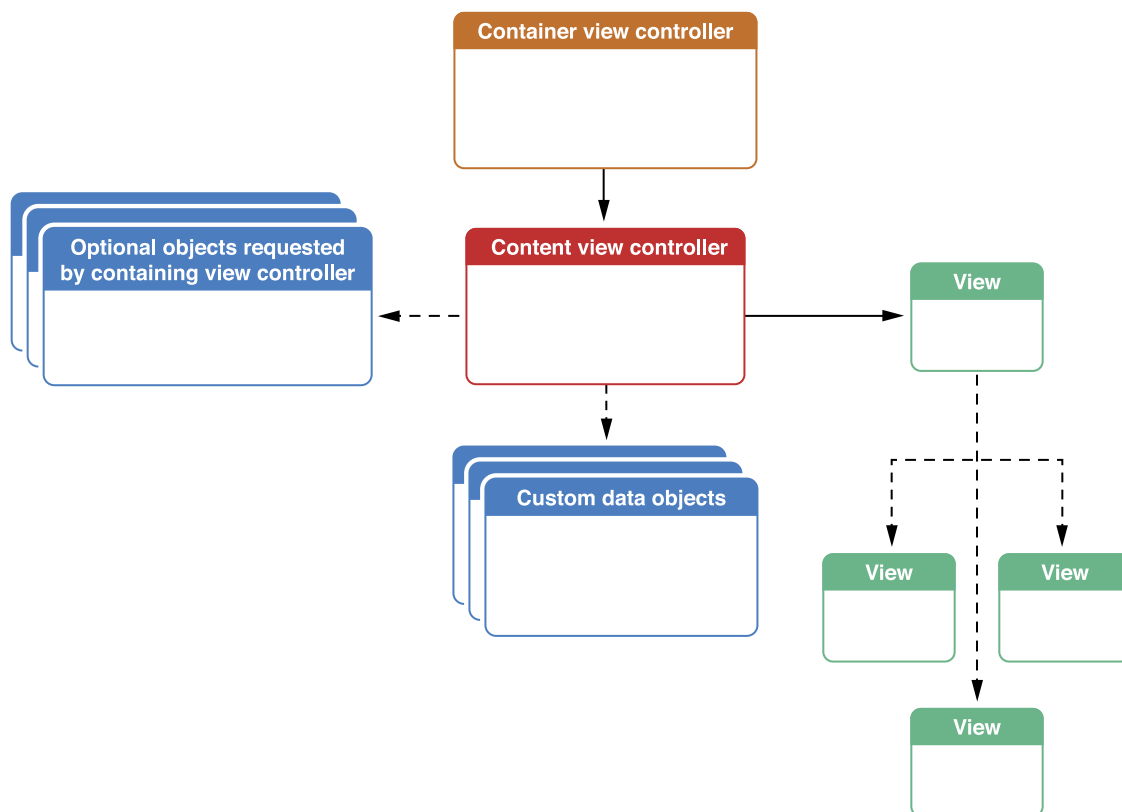 Container view controller
Optional objects requested
by containing view controller
Content view controller
View
Custom data objects
View
View
View